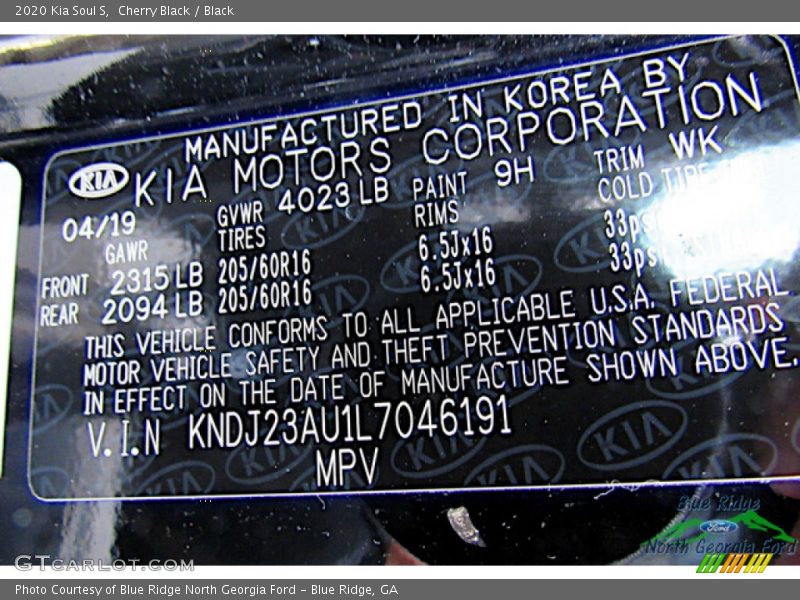 2020 Kia Soul S, Cherry Black / Black
MANUFACTURED IN KOREA BY
KIA KIA MOTORS CORPORATION
04/19 GVWR 4023 LB PAINT 9H TRIM WK
GAWR TIRES RIMS COLD TIRE
FRONT 2315 LB 205/60R16 6.5Jx16 33psi
REAR 2094 LB 205/60R16 6.5Jx16 33psi
THIS VEHICLE CONFORMS TO ALL APPLICABLE U.S.A. FEDERAL
MOTOR VEHICLE SAFETY AND THEFT PREVENTION STANDARDS
IN EFFECT ON THE DATE OF MANUFACTURE SHOWN ABOVE.
V.I.N KNDJ23AU1L7046191
MPV
Blue Ridge
Ford
North Georgia Ford
GTcarlot.com
Photo Courtesy of Blue Ridge North Georgia Ford - Blue Ridge, GA